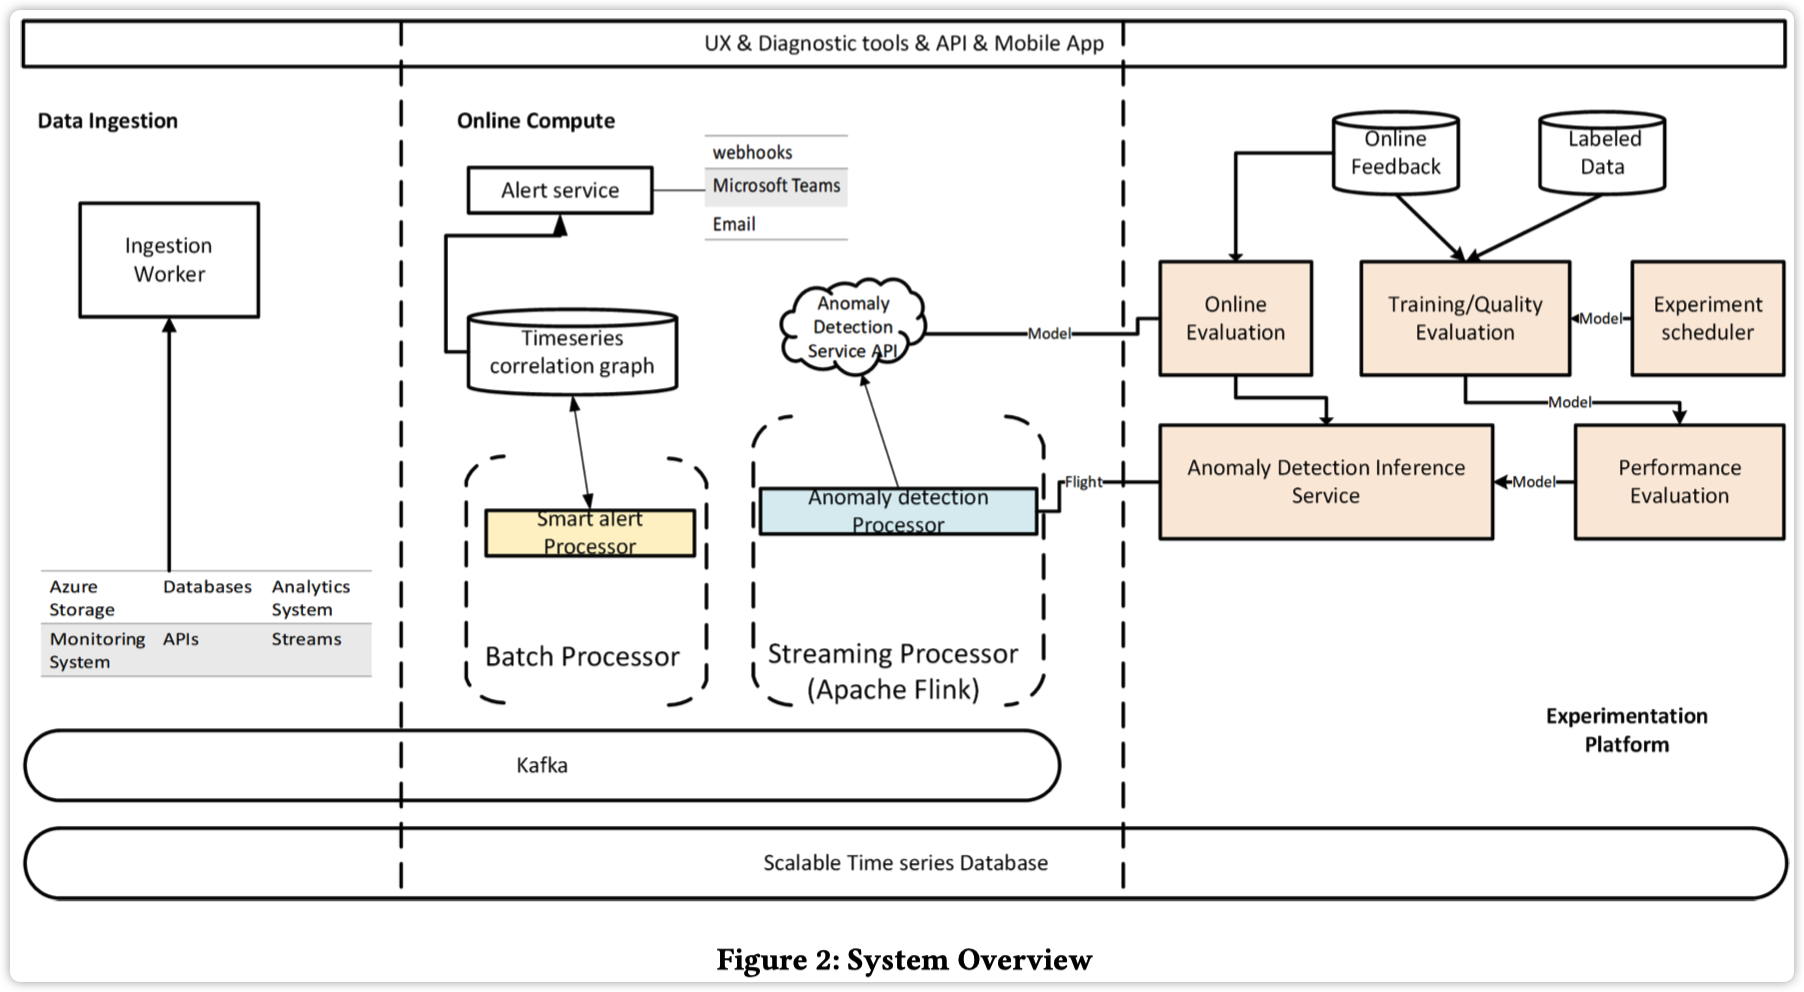 UX & Diagnostic tools & API & Mobile App
Data Ingestion
Ingestion
Worker
Azure
Storage
Databases
Analytics
System
Monitoring
System
APIs
Streams
Online Compute
Alert service
webhooks
Microsoft Teams
Email
Timeseries
correlation graph
Anomaly
Detection
Service API
Smart alert
Processor
Batch Processor
Anomaly detection
Processor
Streaming Processor
(Apache Flink)
Model
Flight
Online
Feedback
Labeled
Data
Online
Evaluation
Training/Quality
Evaluation
Model
Experiment
scheduler
Model
Anomaly Detection Inference
Service
Model
Performance
Evaluation
Experimentation
Platform
Kafka
Scalable Time series Database
Figure 2: System Overview